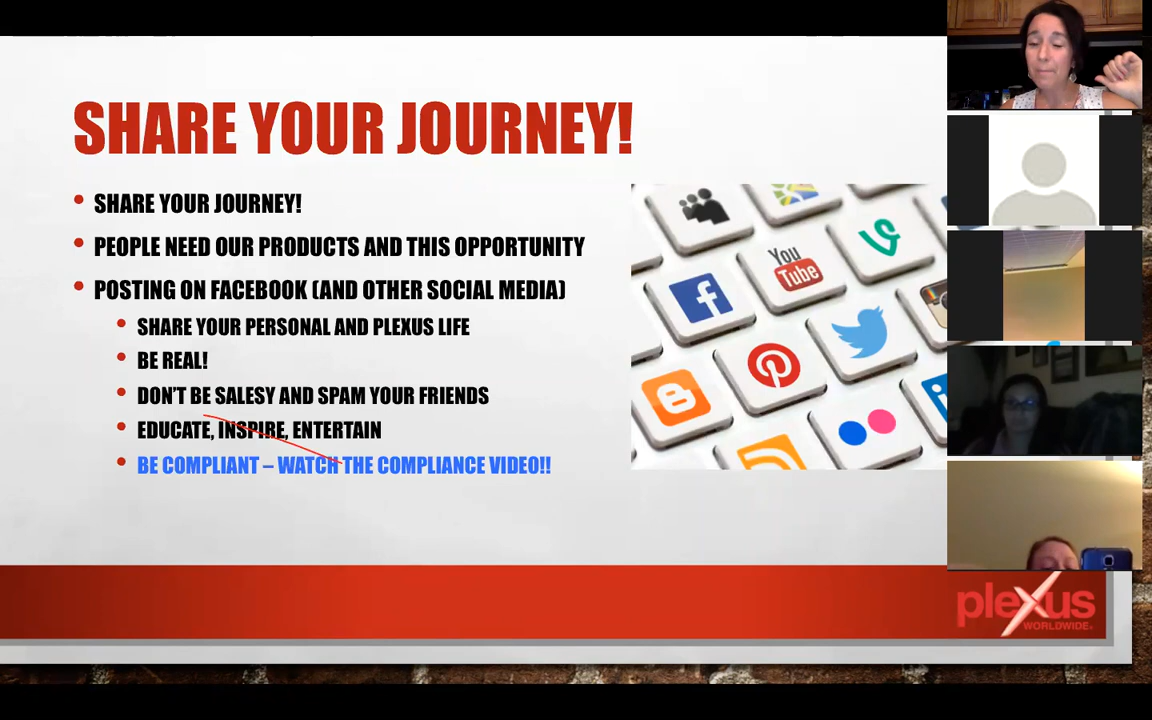 SHARE YOUR JOURNEY!
SHARE YOUR JOURNEY!
PEOPLE NEED OUR PRODUCTS AND THIS OPPORTUNITY
POSTING ON FACEBOOK (AND OTHER SOCIAL MEDIA)
SHARE YOUR PERSONAL AND PLEXUS LIFE
BE REAL!
DON'T BE SALESY AND SPAM YOUR FRIENDS
EDUCATE, INSPIRE, ENTERTAIN
BE COMPLIANT – WATCH THE COMPLIANCE VIDEO!!
You
Tube
f
in
plexus
WORLDWIDE